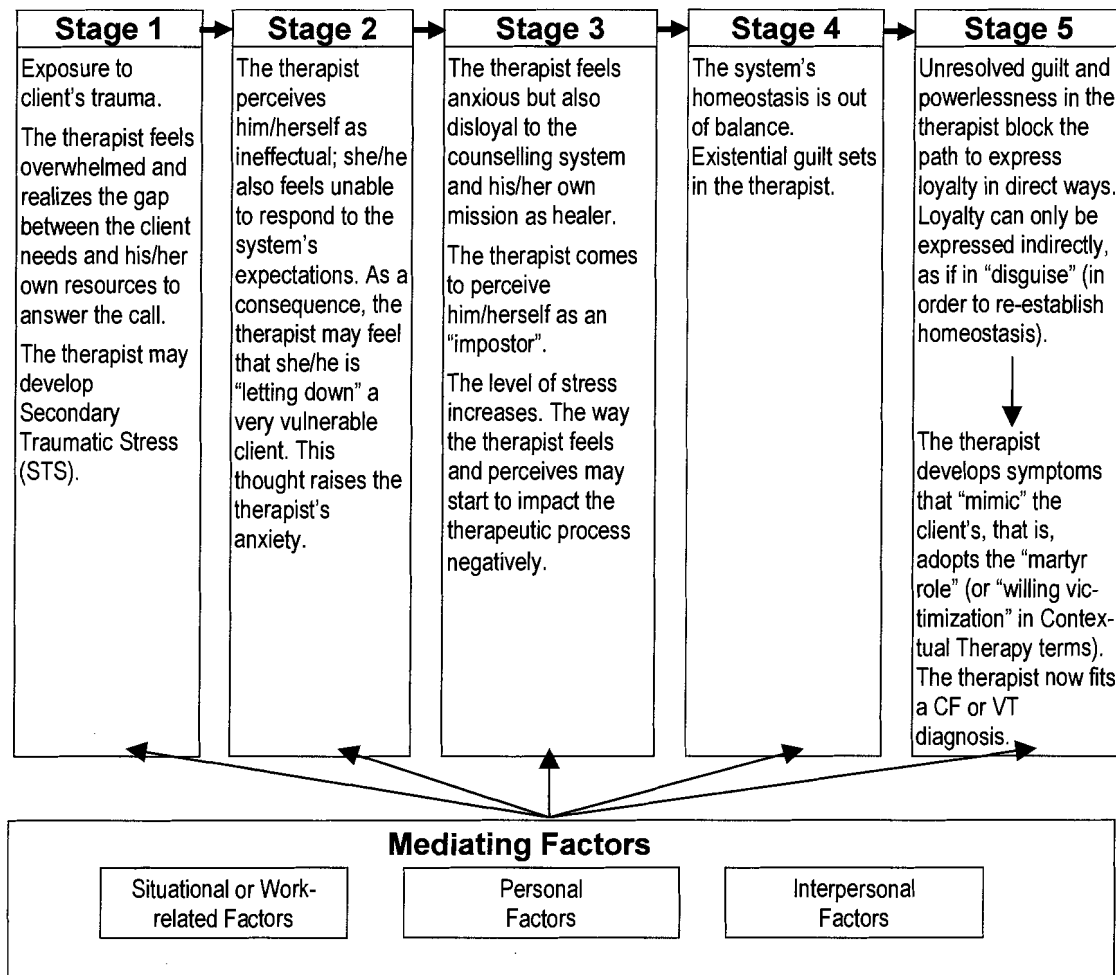 Stage 1
Exposure to
client's trauma.
The therapist feels
overwhelmed and
realizes the gap
between the client
needs and his/her
own resources to
answer the call.
The therapist may
develop
Secondary
Traumatic Stress
(STS).
Stage 2
The therapist
perceives
him/herself as
ineffectual; she/he
also feels unable
to respond to the
system's
expectations. As a
consequence, the
therapist may feel
that she/he is
"letting down" a
very vulnerable
client. This
thought raises the
therapist's
anxiety.
Stage 3
The therapist feels
anxious but also
disloyal to the
counselling system
and his/her own
mission as healer.
The therapist comes
to perceive
him/herself as an
"impostor".
The level of stress
increases. The way
the therapist feels
and perceives may
start to impact the
therapeutic process
negatively.
Stage 4
The system's
homeostasis is out
of balance.
Existential guilt sets
in the therapist.
Stage 5
Unresolved guilt and
powerlessness in the
therapist block the
path to express
loyalty in direct ways.
Loyalty can only be
expressed indirectly,
as if in "disguise" (in
order to re-establish
homeostasis).
The therapist
develops symptoms
that "mimic" the
client's, that is,
adopts the "martyr
role" (or "willing vic-
timization" in Contex-
tual Therapy terms).
The therapist now fits
a CF or VT
diagnosis.
Mediating Factors
Situational or Work-
related Factors
Personal
Factors
Interpersonal
Factors